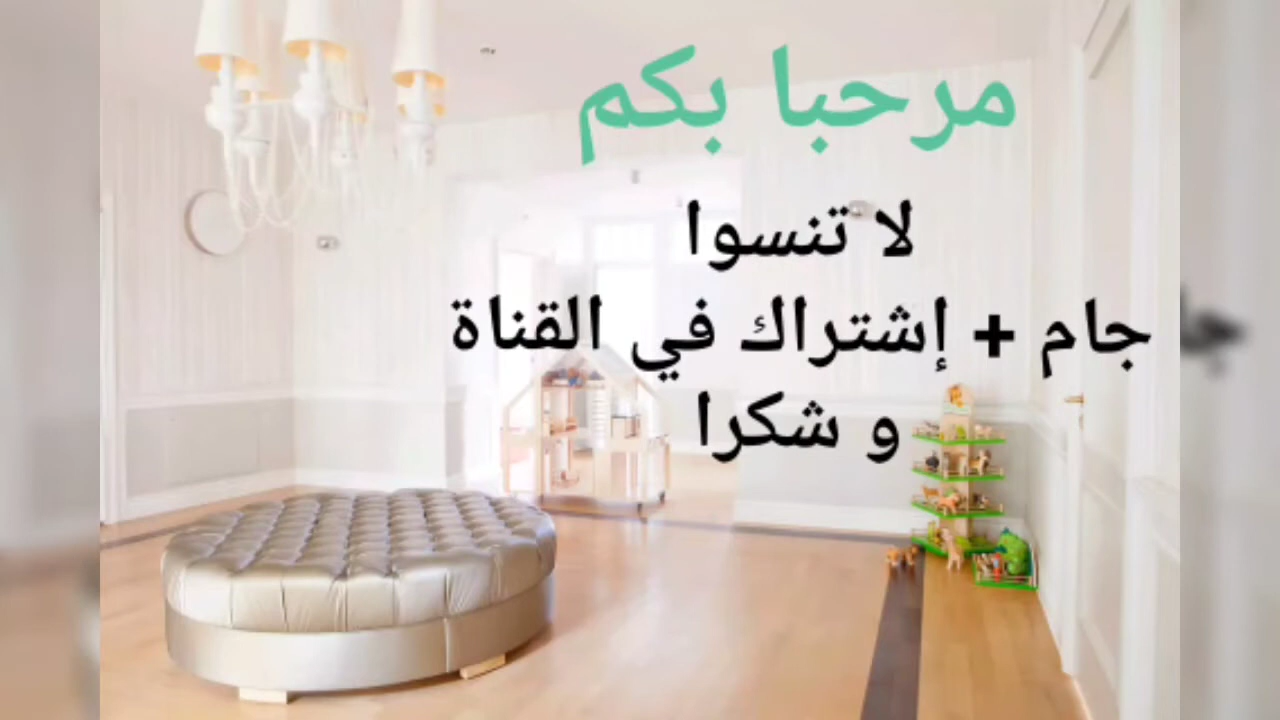 مرحبا بكم
لا تنسوا
جام + إشتراك في القناة
و شكرا